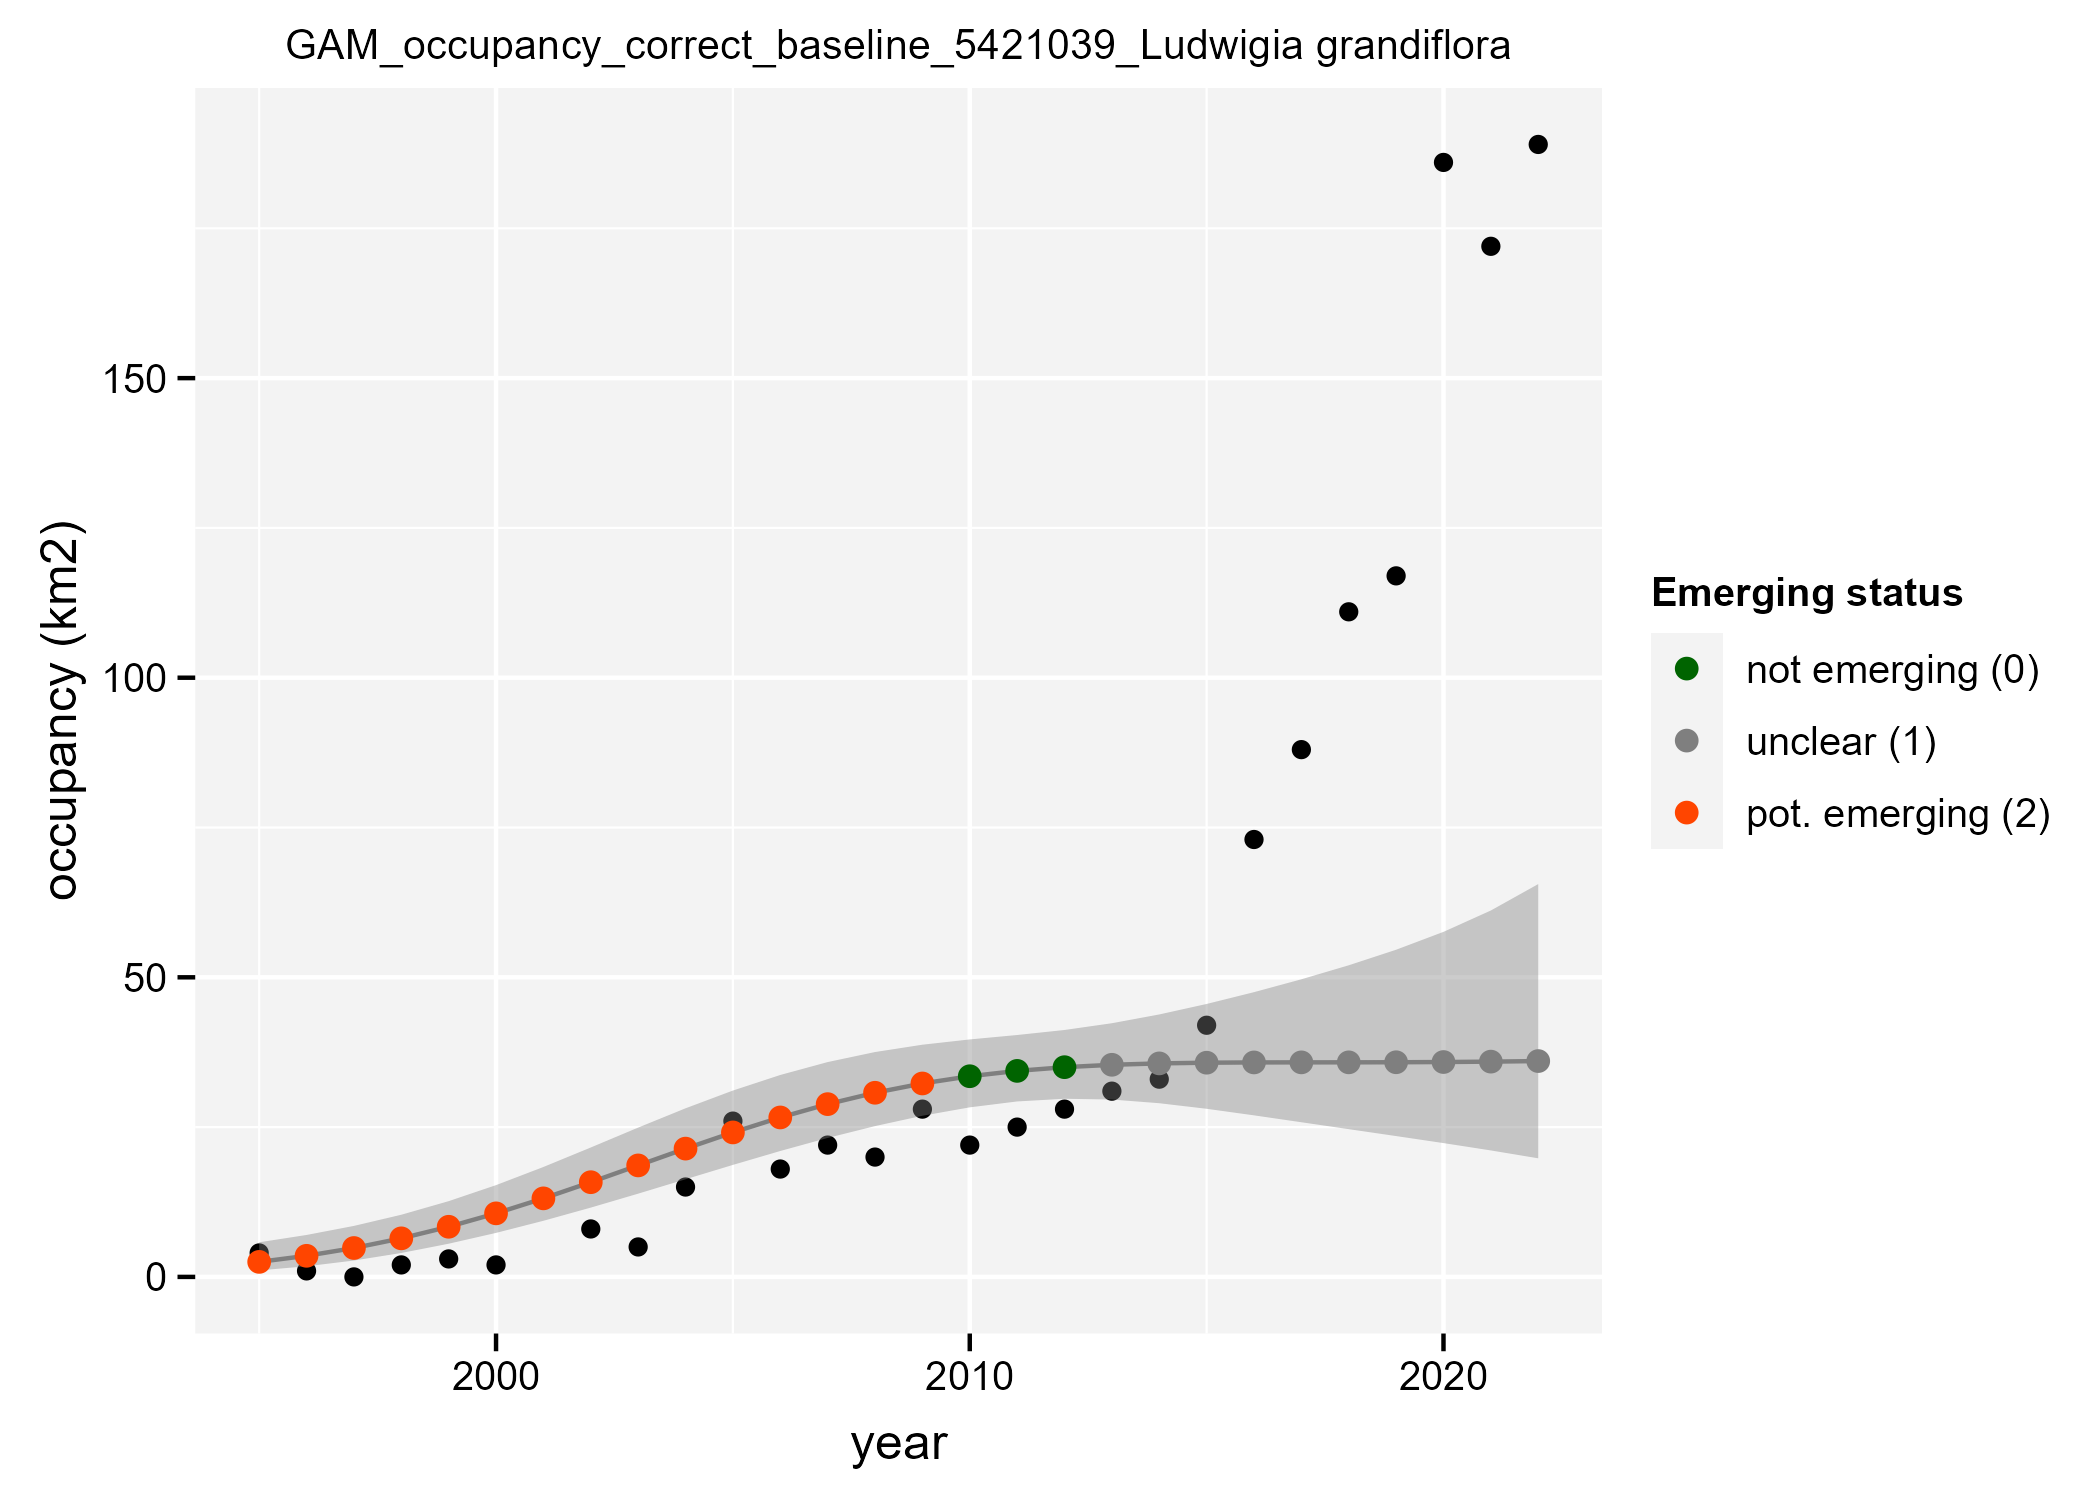 GAM_occupancy_correct_baseline_5421039_Ludwigia grandiflora
occupancy (km2)
150
100
50
0
2000
2010
2020
year
Emerging status
not emerging (0)
unclear (1)
pot. emerging (2)